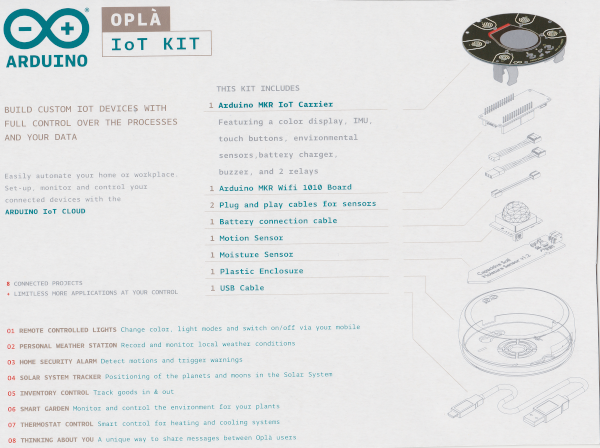 ARDUINO
OPLÀ
IoT KIT
BUILD CUSTOM IOT DEVICES WITH
FULL CONTROL OVER THE PROCESSES
AND YOUR DATA
Easily automate your home or workplace.
Set-up, monitor and control your
connected devices with the
ARDUINO IoT CLOUD
8 CONNECTED PROJECTS
+ LIMITLESS MORE APPLICATIONS AT YOUR CONTROL
THIS KIT INCLUDES
1 Arduino MKR IoT Carrier
Featuring a color display, IMU,
touch buttons, environmental
sensors,battery charger,
buzzer, and 2 relays
1 Arduino MKR Wifi 1010 Board
2 Plug and play cables for sensors
1 Battery connection cable
1 Motion Sensor
1 Moisture Sensor
1 Plastic Enclosure
1 USB Cable
Capacitive Soil
Moisture Sensor v1.2
01 REMOTE CONTROLLED LIGHTS Change color, light modes and switch on/off via your mobile
02 PERSONAL WEATHER STATION Record and monitor local weather conditions
03 HOME SECURITY ALARM Detect motions and trigger warnings
04 SOLAR SYSTEM TRACKER Positioning of the planets and moons in the Solar System
05 INVENTORY CONTROL Track goods in & out
06 SMART GARDEN Monitor and control the environment for your plants
07 THERMOSTAT CONTROL Smart control for heating and cooling systems
08 THINKING ABOUT YOU A unique way to share messages between Oplà users